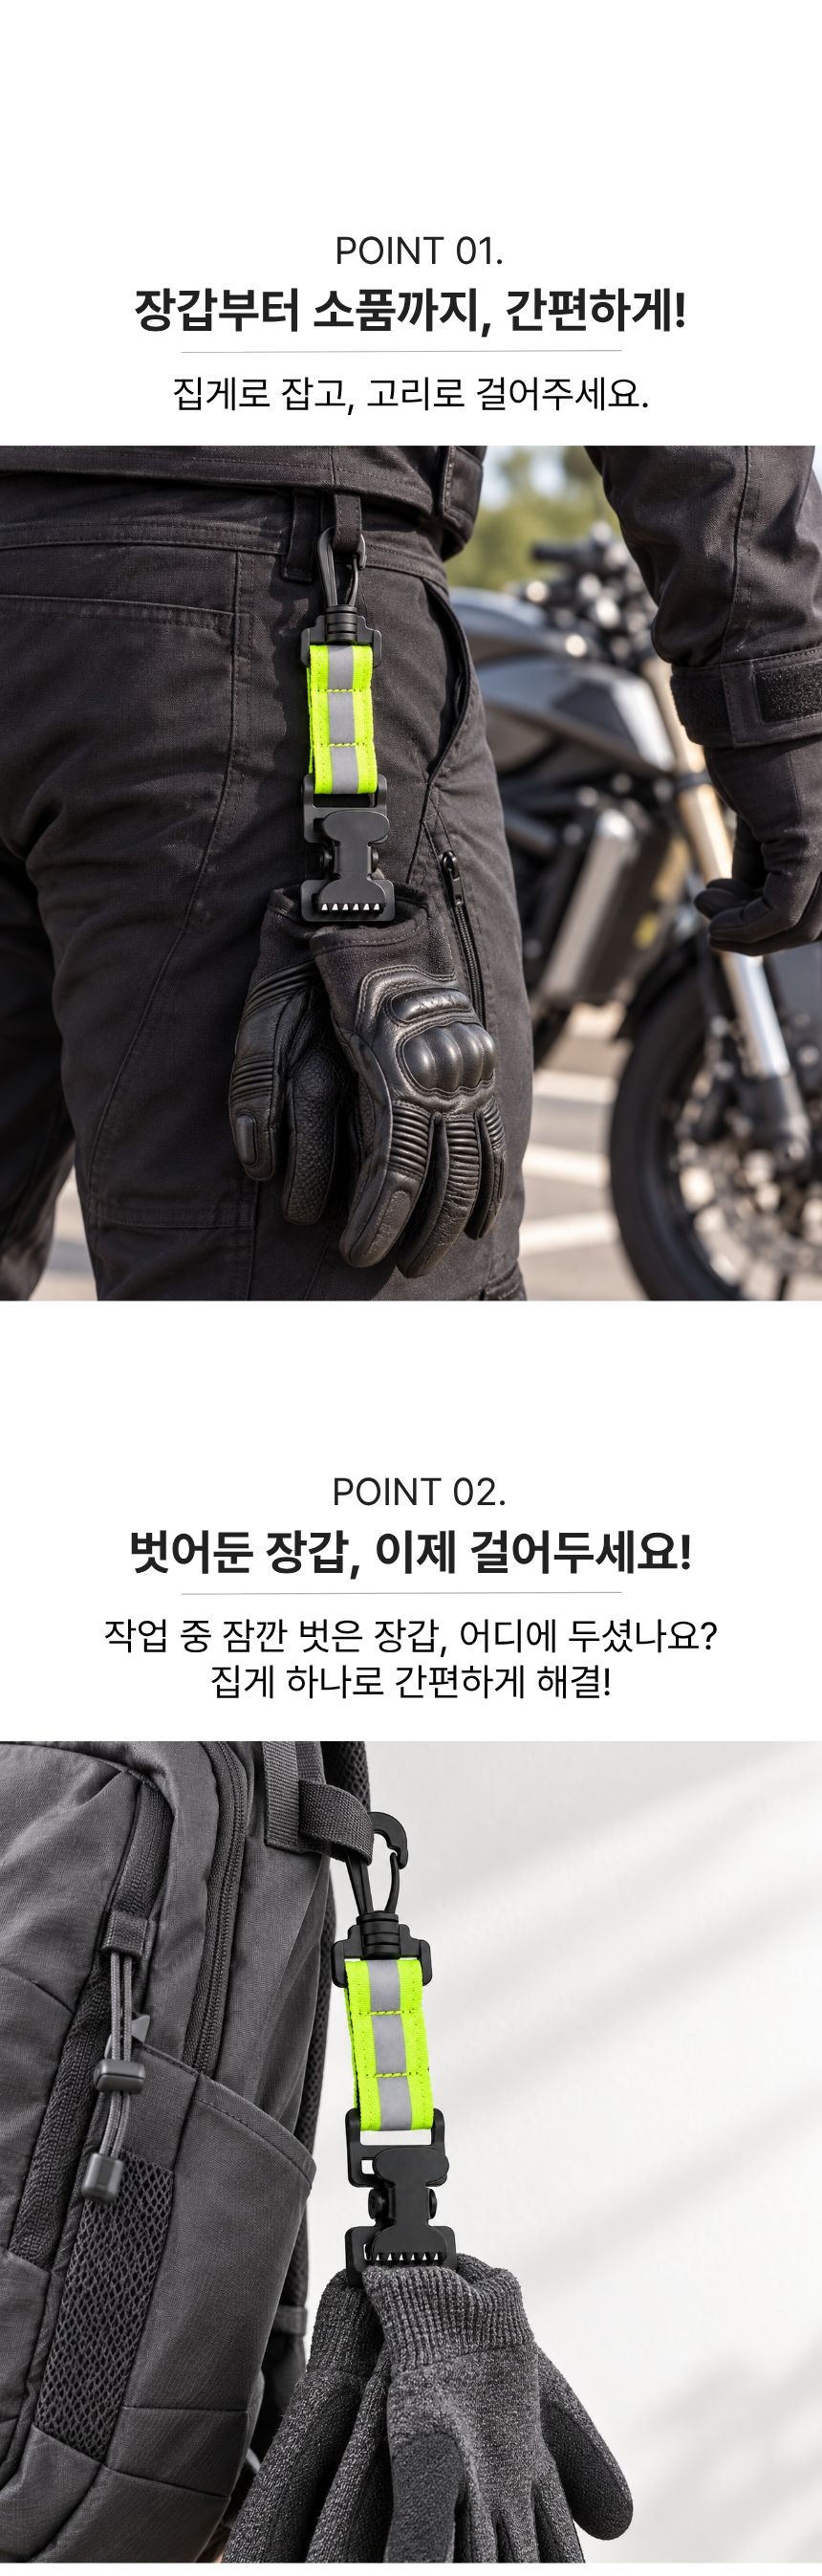 POINT 01.
장갑부터 소품까지, 간편하게!
집게로 잡고, 고리로 걸어주세요.
POINT 02.
벗어둔 장갑, 이제 걸어두세요!
작업 중 잠깐 벗은 장갑, 어디에 두셨나요?
집게 하나로 간편하게 해결!